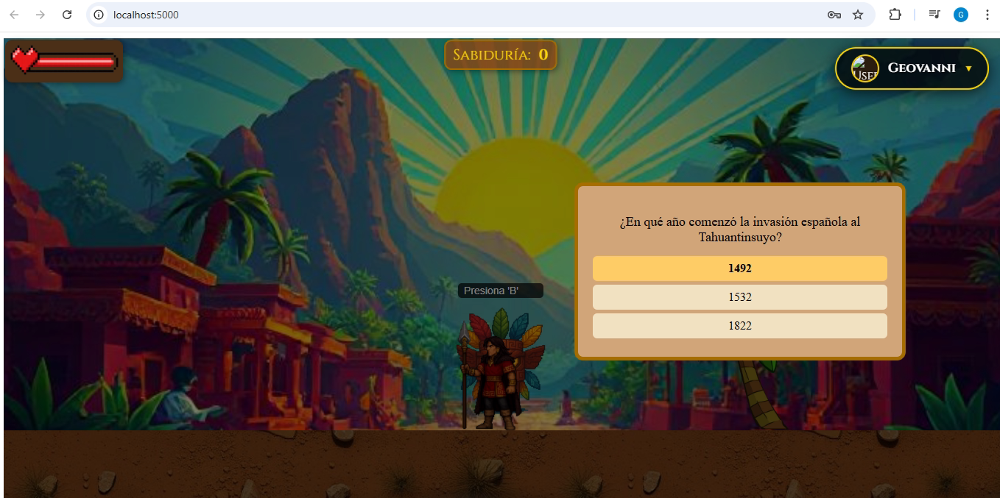 localhost:5000
G
SABIDURÍA: 0
User
GEOVANNI ▼
¿En qué año comenzó la invasión española al
Tahuantinsuyo?
1492
1532
1822
Presiona 'B'